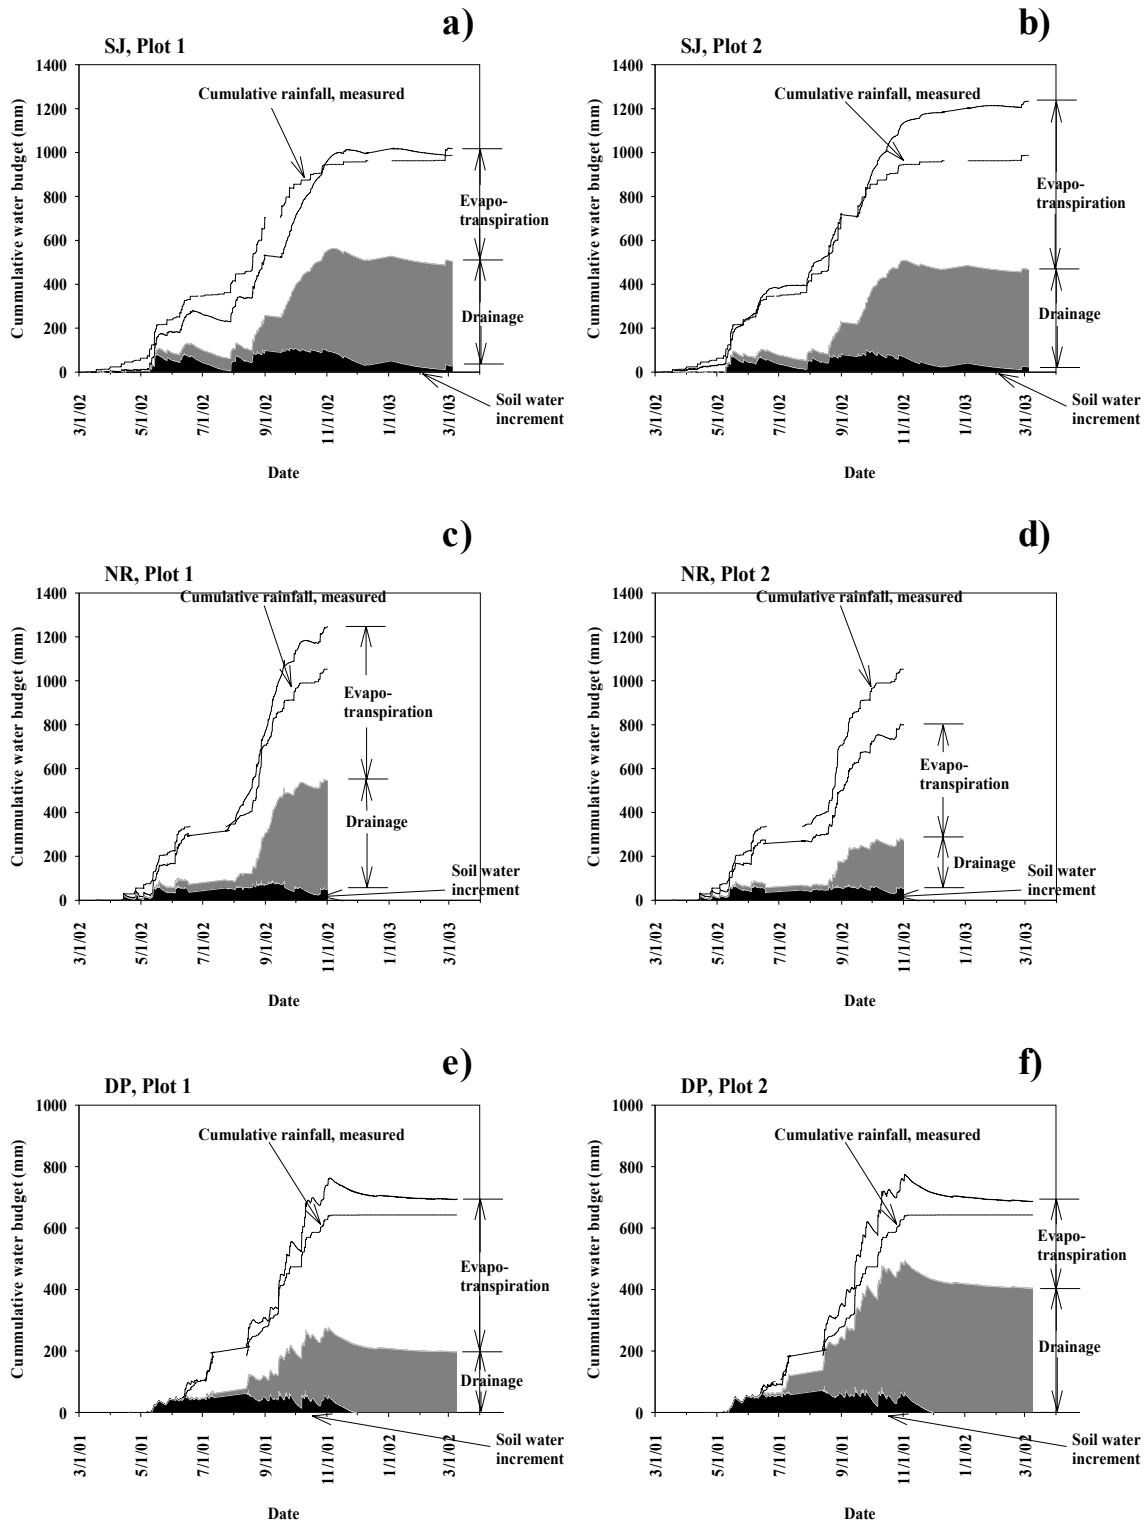 a)
SJ, Plot 1
Cummulative water budget (mm)
1400
1200
1000
800
600
400
200
0
Cumulative rainfall, measured
Evapo-
transpiration
Drainage
Soil water
increment
3/1/02
5/1/02
7/1/02
9/1/02
11/1/02
1/1/03
3/1/03
Date
b)
SJ, Plot 2
Cummulative water budget (mm)
1400
1200
1000
800
600
400
200
0
Cumulative rainfall, measured
Evapo-
transpiration
Drainage
Soil water
increment
3/1/02
5/1/02
7/1/02
9/1/02
11/1/02
1/1/03
3/1/03
Date
c)
NR, Plot 1
Cummulative water budget (mm)
1400
1200
1000
800
600
400
200
0
Cumulative rainfall, measured
Evapo-
transpiration
Drainage
Soil water
increment
3/1/02
5/1/02
7/1/02
9/1/02
11/1/02
1/1/03
3/1/03
Date
d)
NR, Plot 2
Cummulative water budget (mm)
1400
1200
1000
800
600
400
200
0
Cumulative rainfall, measured
Evapo-
transpiration
Drainage
Soil water
increment
3/1/02
5/1/02
7/1/02
9/1/02
11/1/02
1/1/03
3/1/03
Date
e)
DP, Plot 1
Cummulative water budget (mm)
1000
800
600
400
200
0
Cumulative rainfall, measured
Evapo-
transpiration
Drainage
Soil water
increment
3/1/01
5/1/01
7/1/01
9/1/01
11/1/01
1/1/02
3/1/02
Date
f)
DP, Plot 2
Cummulative water budget (mm)
1000
800
600
400
200
0
Cumulative rainfall, measured
Evapo-
transpiration
Drainage
Soil water
increment
3/1/01
5/1/01
7/1/01
9/1/01
11/1/01
1/1/02
3/1/02
Date